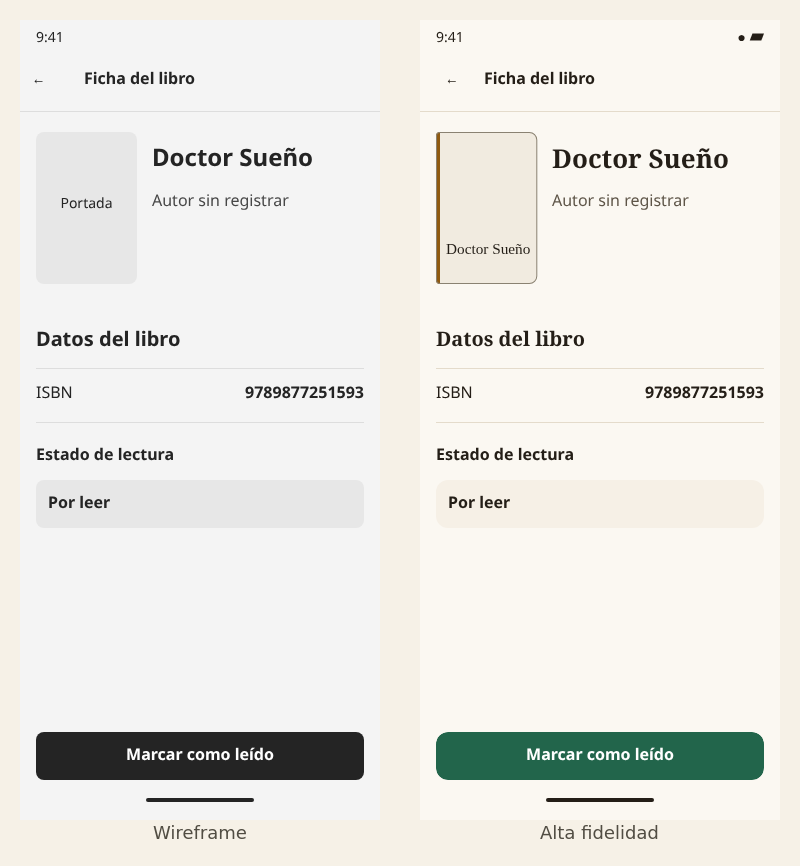 9:41
← Ficha del libro
Portada
Doctor Sueño
Autor sin registrar
Datos del libro
ISBN 9789877251593
Estado de lectura
Por leer
Marcar como leído
Wireframe
9:41
← Ficha del libro
Doctor Sueño
Doctor Sueño
Autor sin registrar
Datos del libro
ISBN 9789877251593
Estado de lectura
Por leer
Marcar como leído
Alta fidelidad